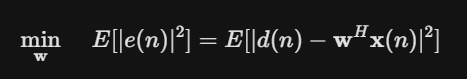 min E[|e(n)|²] = E[|d(n) − wᴴx(n)|²]
w